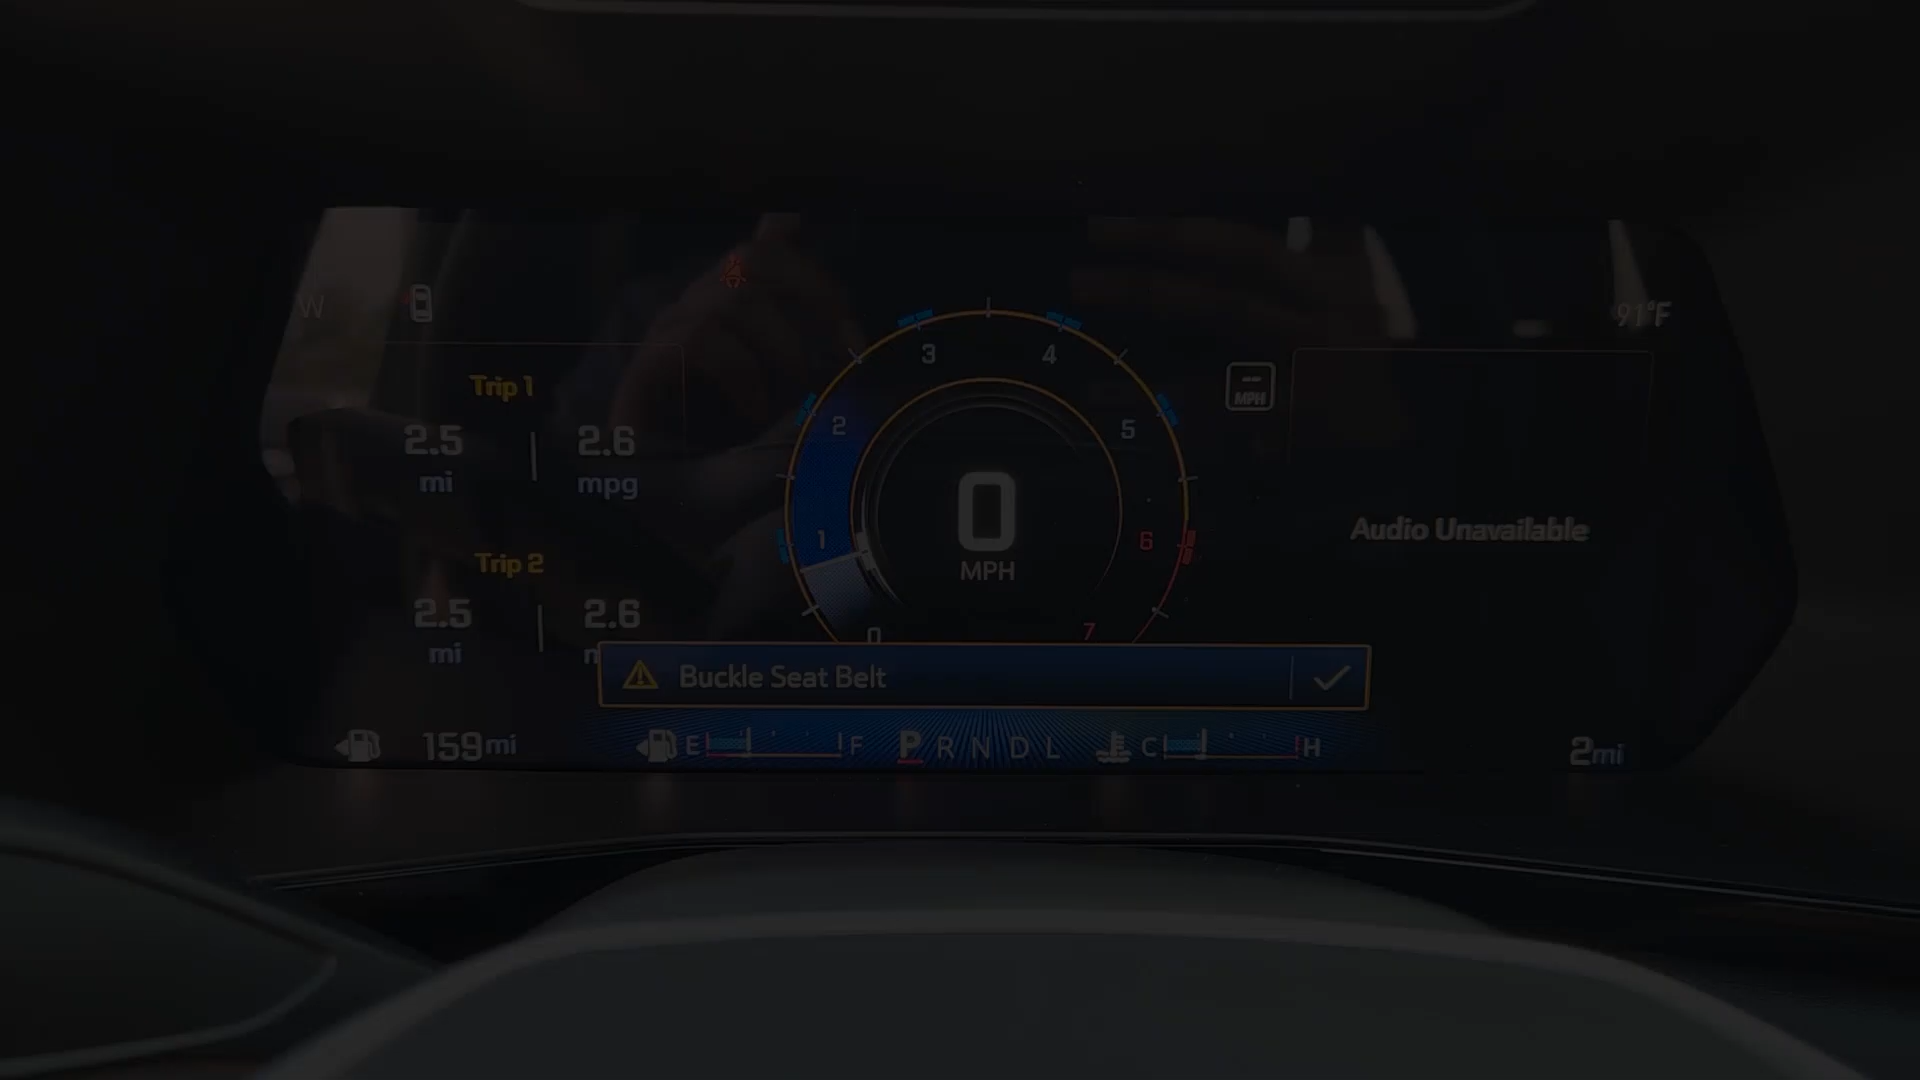 W
91°F
3 4
MPH
Trip 1
2 5
2.5 2.6
mi mpg
0
1 6
Audio Unavailable
MPH
Trip 2
2.5 2.6
0 7
mi m
Buckle Seat Belt
159mi E F P R N D L C H 2mi